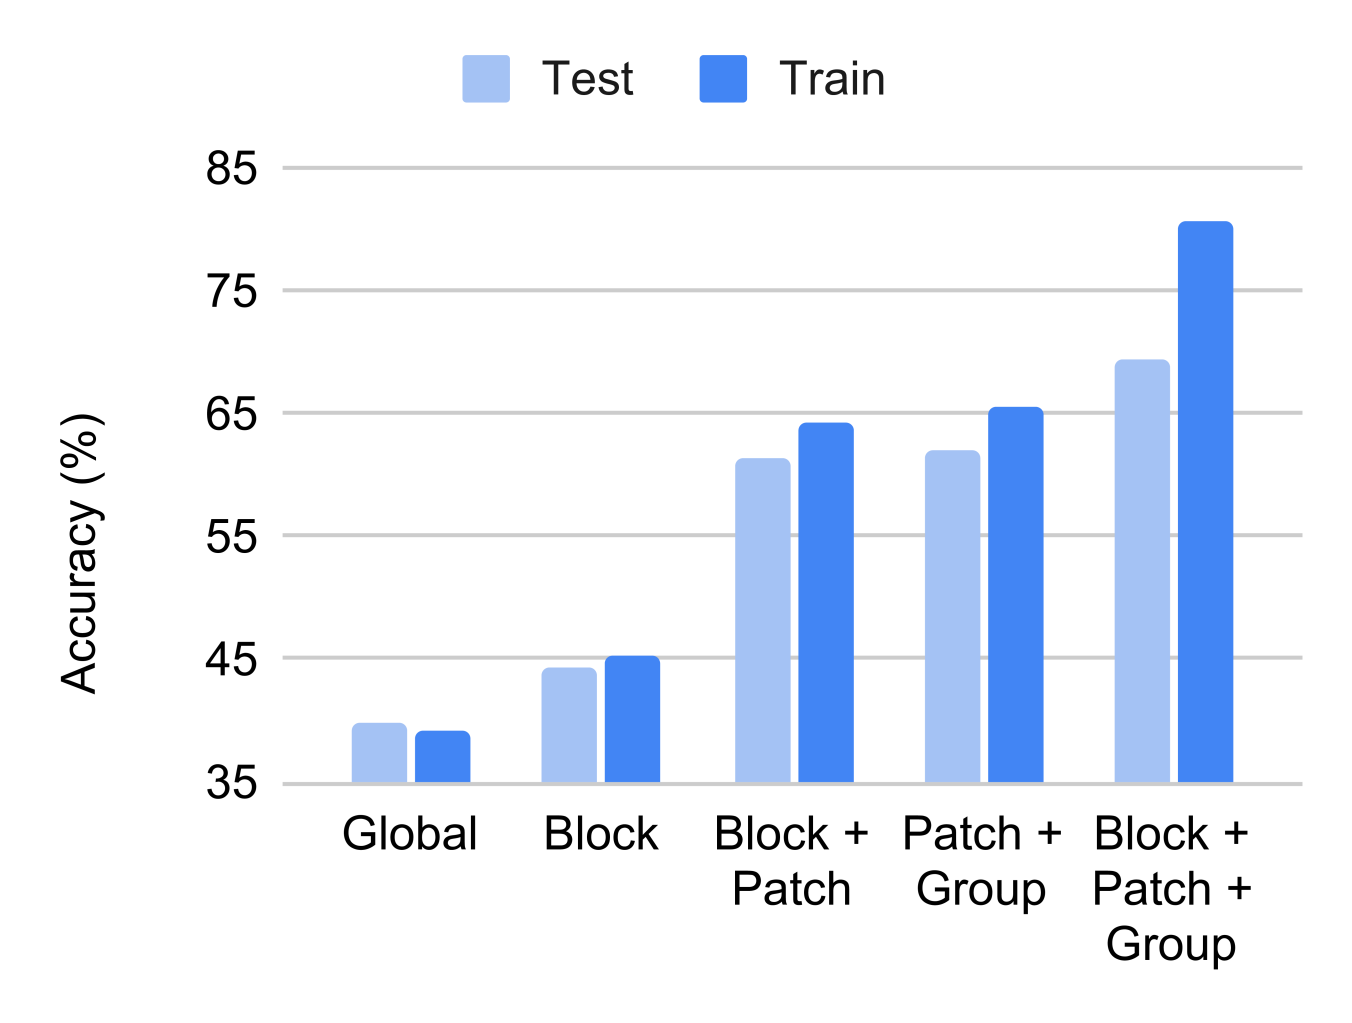 Test
Train
85
75
65
55
45
35
Accuracy (%)
Global
Block
Block +
Patch
Patch +
Group
Block +
Patch +
Group